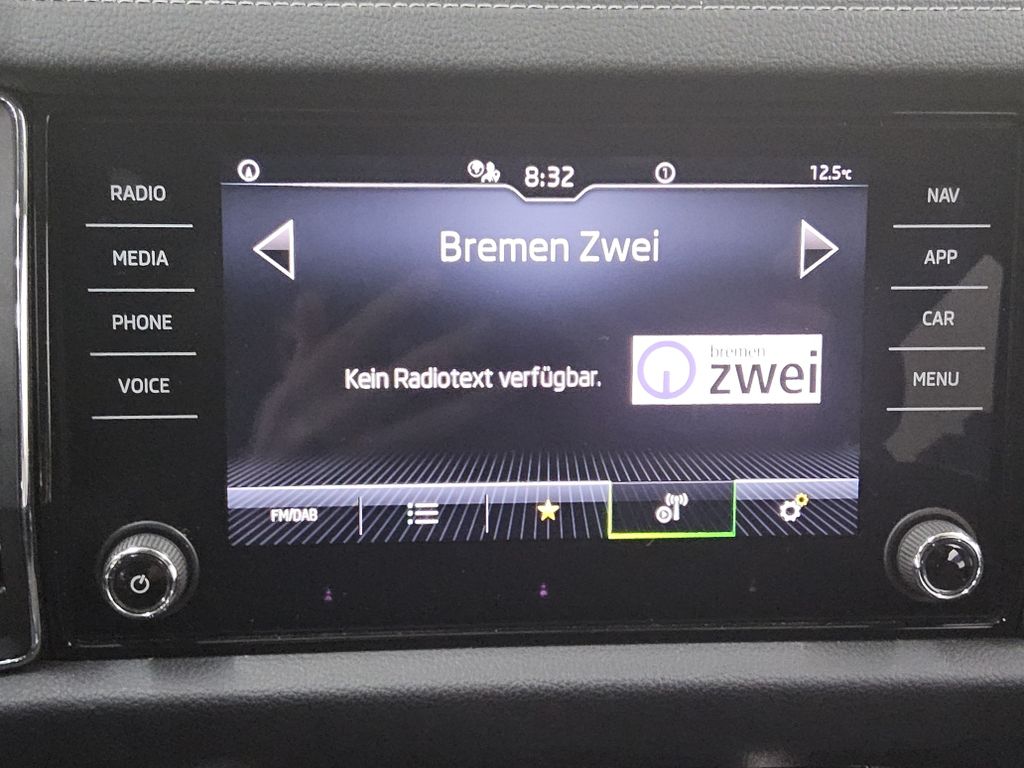 8:32
1
12.5°C
RADIO
MEDIA
PHONE
VOICE
Bremen Zwei
Kein Radiotext verfügbar.
bremen
zwei
FM/DAB
NAV
APP
CAR
MENU